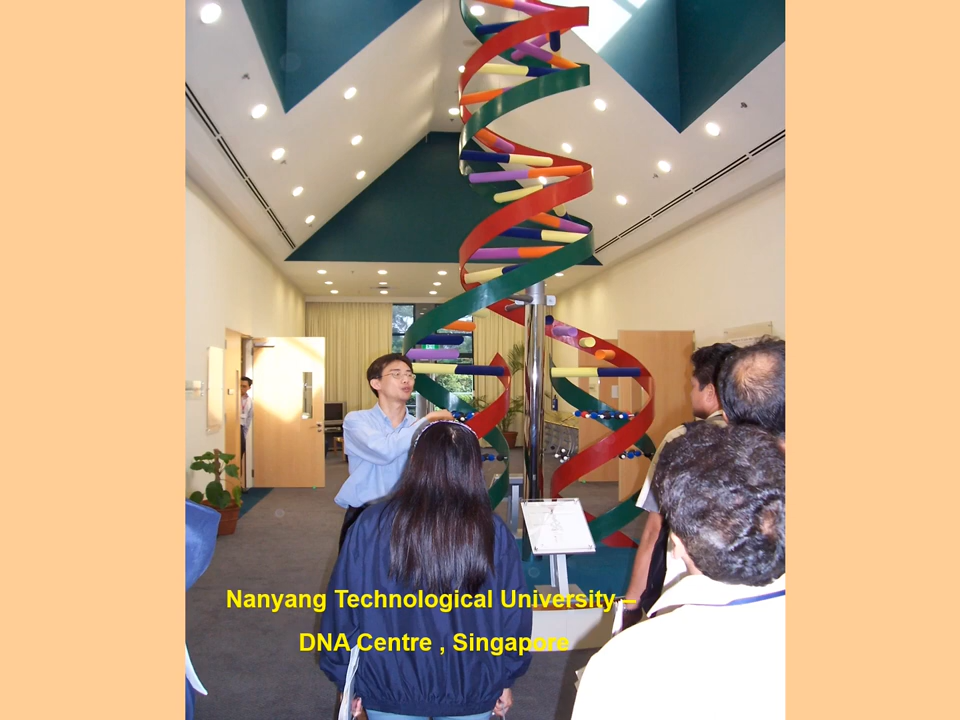 Nanyang Technological University –
DNA Centre , Singapore